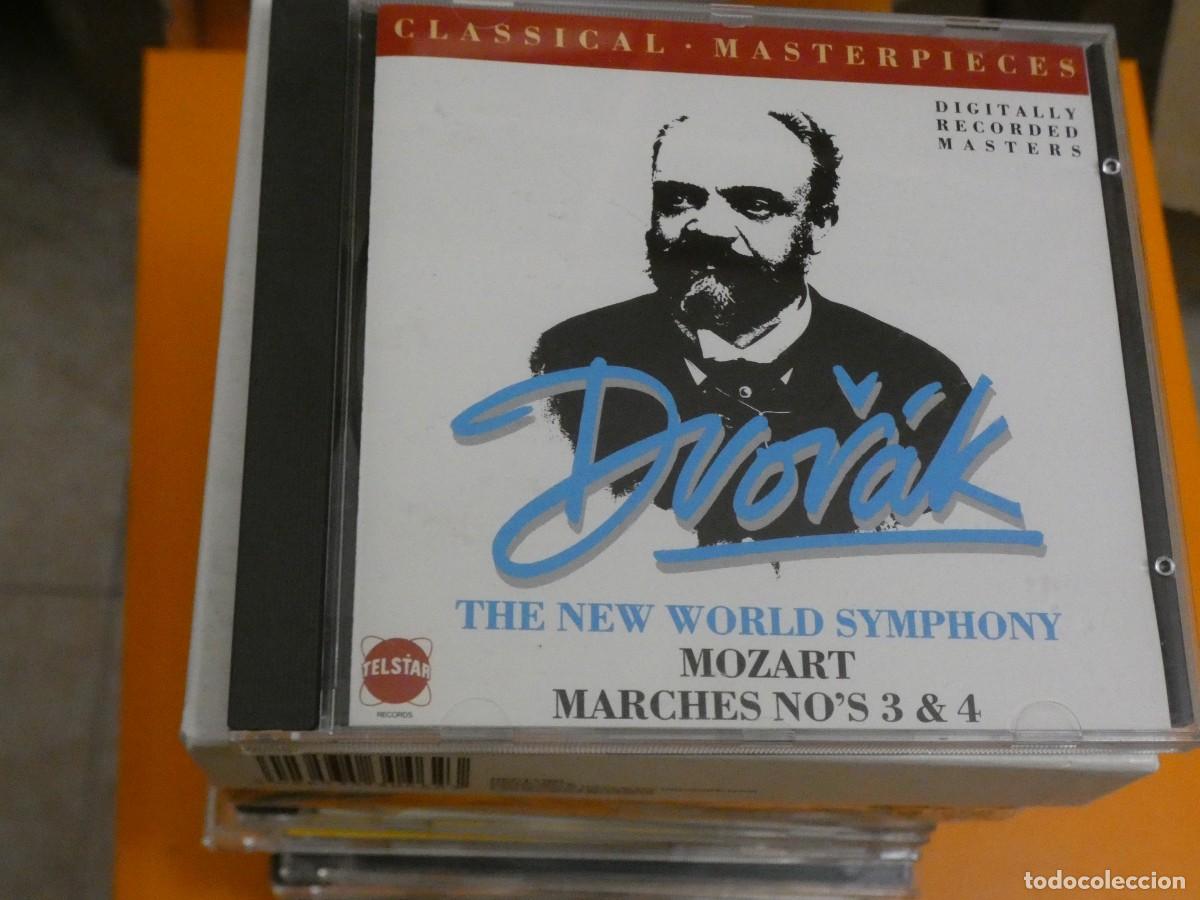 CLASSICAL · MASTERPIECES
DIGITALLY
RECORDED
MASTERS
Dvořák
THE NEW WORLD SYMPHONY
MOZART
MARCHES NO'S 3 & 4
TELSTAR
RECORDS
todocoleccion